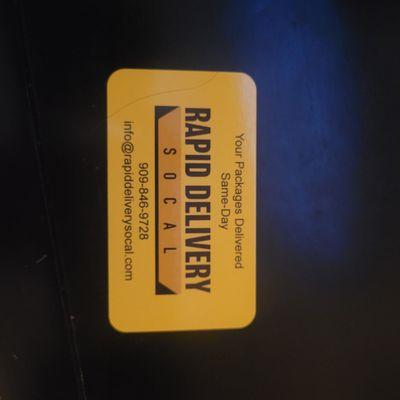 Your Packages Delivered
Same-Day
RAPID DELIVERY
SOCAL
909-846-9728
info@rapiddeliverysocal.com